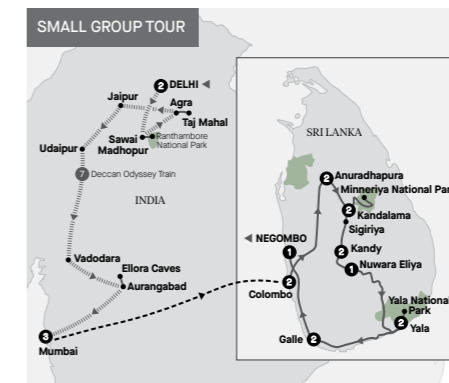 SMALL GROUP TOUR
2 DELHI
Jaipur
Agra
Taj Mahal
Sawai
Madhopur
Ranthambore
National Park
Udaipur
7 Deccan Odyssey Train
INDIA
Vadodara
Ellora Caves
Aurangabad
3
Mumbai
SRI LANKA
2 Anuradhapura
Minneriya National Par
2 Kandalama
Sigiriya
NEGOMBO
1
2 Kandy
1 Nuwara Eliya
2
Colombo
Yala National
Park
2 Yala
Galle 2